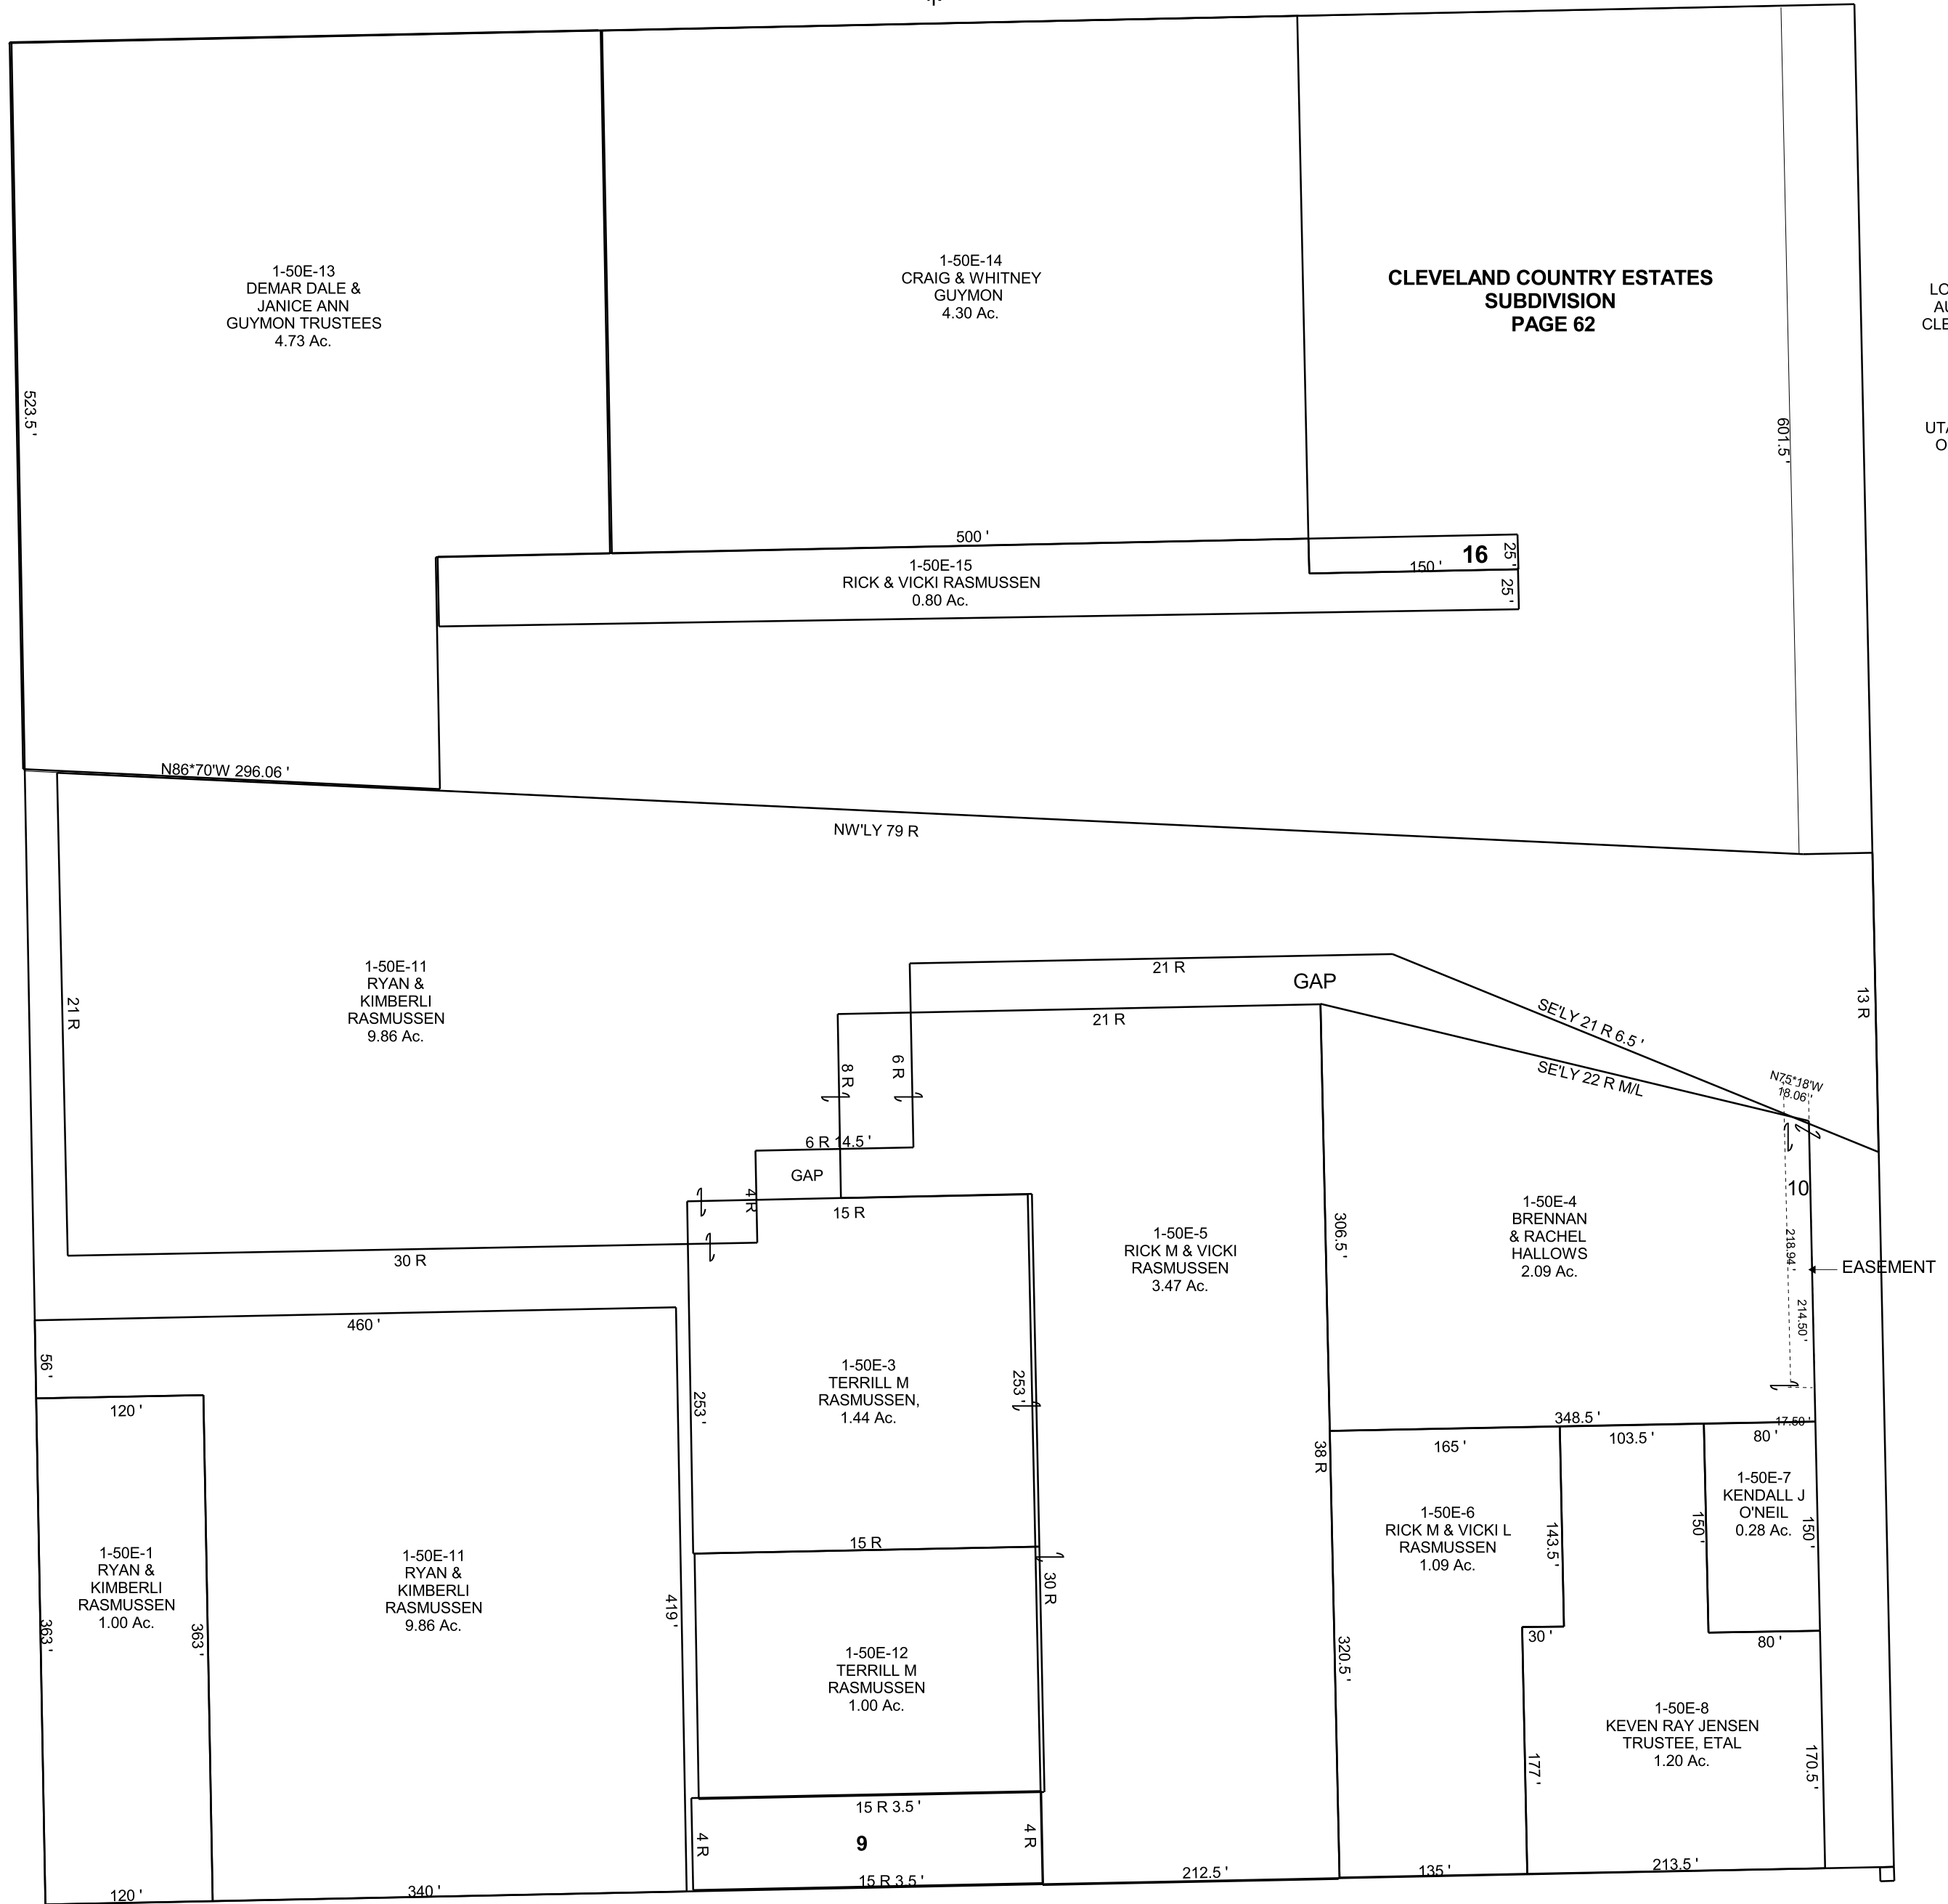 1-50E-13
DEMAR DALE &
JANICE ANN
GUYMON TRUSTEES
4.73 Ac.
1-50E-14
CRAIG & WHITNEY
GUYMON
4.30 Ac.
CLEVELAND COUNTRY ESTATES
SUBDIVISION
PAGE 62
LO
AU
CLE
UTA
O
523.5 '
601.5 '
500 '
1-50E-15
RICK & VICKI RASMUSSEN
0.80 Ac.
150 '
16
25 '
25 '
N86*70'W 296.06 '
NW'LY 79 R
1-50E-11
RYAN &
KIMBERLI
RASMUSSEN
9.86 Ac.
21 R
21 R
GAP
21 R
SE'LY 21 R 6.5 '
SE'LY 22 R M/L
13 R
N75*18'W
18.06 '
8 R
6 R
6 R 14.5 '
GAP
4 R
15 R
30 R
10
1-50E-5
RICK M & VICKI
RASMUSSEN
3.47 Ac.
306.5 '
1-50E-4
BRENNAN
& RACHEL
HALLOWS
2.09 Ac.
218.94 '
EASEMENT
214.50 '
460 '
56 '
120 '
1-50E-3
TERRILL M
RASMUSSEN,
1.44 Ac.
253 '
253 '
348.5 '
17.50 '
38 R
165 '
103.5 '
80 '
1-50E-7
KENDALL J
O'NEIL
0.28 Ac.
150 '
150 '
1-50E-6
RICK M & VICKI L
RASMUSSEN
1.09 Ac.
143.5 '
15 R
1-50E-1
RYAN &
KIMBERLI
RASMUSSEN
1.00 Ac.
363 '
363 '
1-50E-11
RYAN &
KIMBERLI
RASMUSSEN
9.86 Ac.
419 '
30 R
30 '
80 '
1-50E-12
TERRILL M
RASMUSSEN
1.00 Ac.
320.5 '
1-50E-8
KEVEN RAY JENSEN
TRUSTEE, ETAL
1.20 Ac.
177 '
170.5 '
15 R 3.5 '
4 R
9
4 R
15 R 3.5 '
120 '
340 '
212.5 '
135 '
213.5 '